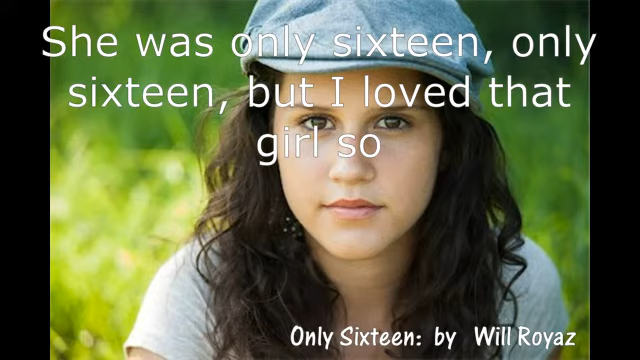 She was only sixteen, only
sixteen, but I loved that
girl so
Only Sixteen: by Will Royaz